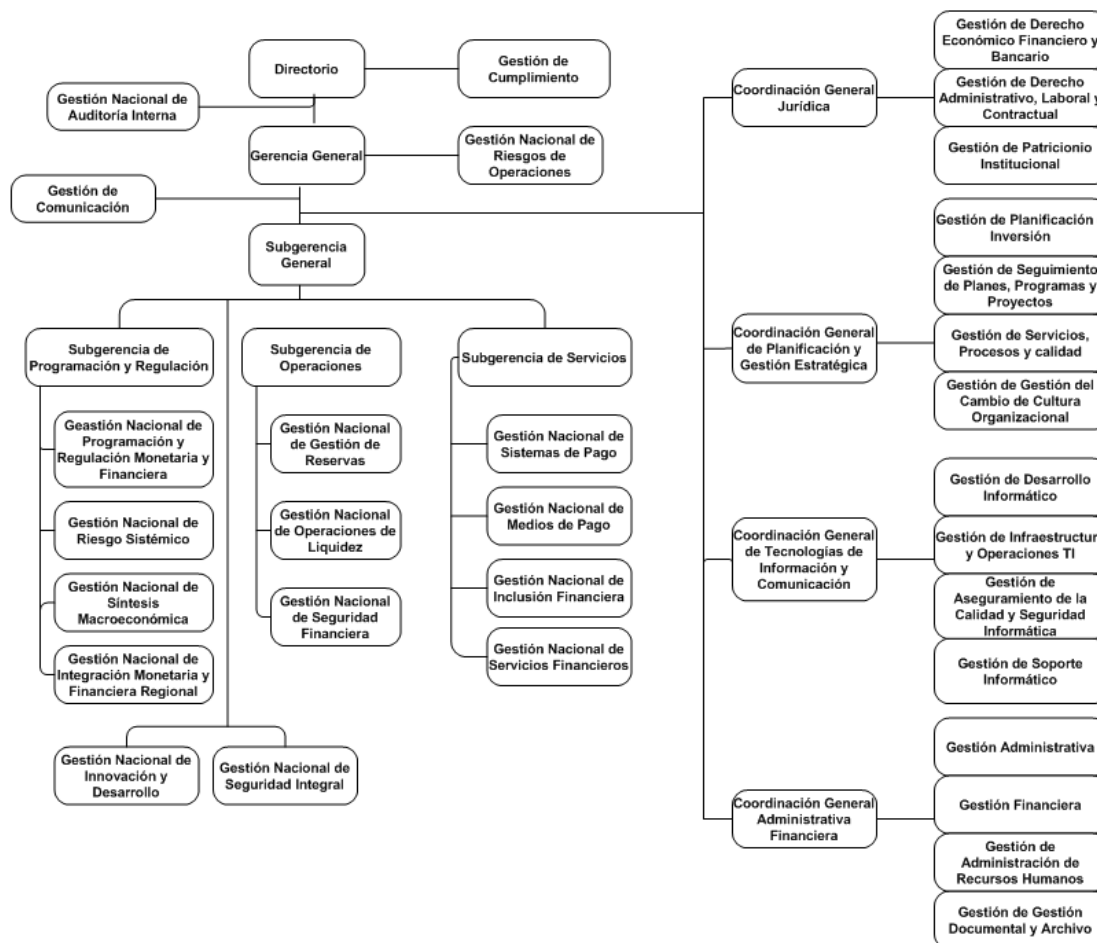 Directorio
Gestión de
Cumplimiento
Gestión Nacional de
Auditoría Interna
Gerencia General
Gestión Nacional de
Riesgos de
Operaciones
Gestión de
Comunicación
Subgerencia
General
Subgerencia de
Programación y Regulación
Geastión Nacional de
Programación y
Regulación Monetaria y
Financiera
Gestión Nacional de
Riesgo Sistémico
Gestión Nacional de
Síntesis
Macroeconómica
Gestión Nacional de
Integración Monetaria y
Financiera Regional
Subgerencia de
Operaciones
Gestión Nacional
de Gestión de
Reservas
Gestión Nacional
de Operaciones de
Liquidez
Gestión Nacional
de Seguridad
Financiera
Subgerencia de Servicios
Gestión Nacional de
Sistemas de Pago
Gestión Nacional de
Medios de Pago
Gestión Nacional de
Inclusión Financiera
Gestión Nacional de
Servicios Financieros
Gestión Nacional de
Innovación y
Desarrollo
Gestión Nacional de
Seguridad Integral
Coordinación General
Jurídica
Gestión de Derecho
Económico Financiero y
Bancario
Gestión de Derecho
Administrativo, Laboral y
Contractual
Gestión de Patricionio
Institucional
Coordinación General
de Planificación y
Gestión Estratégica
Gestión de Planificación
Inversión
Gestión de Seguimiento
de Planes, Programas y
Proyectos
Gestión de Servicios,
Procesos y calidad
Gestión de Gestión del
Cambio de Cultura
Organizacional
Coordinación General
de Tecnologías de
Información y
Comunicación
Gestión de Desarrollo
Informático
Gestión de Infraestructur
y Operaciones TI
Gestión de
Aseguramiento de la
Calidad y Seguridad
Informática
Gestión de Soporte
Informático
Coordinación General
Administrativa
Financiera
Gestión Administrativa
Gestión Financiera
Gestión de
Administración de
Recursos Humanos
Gestión de Gestión
Documental y Archivo